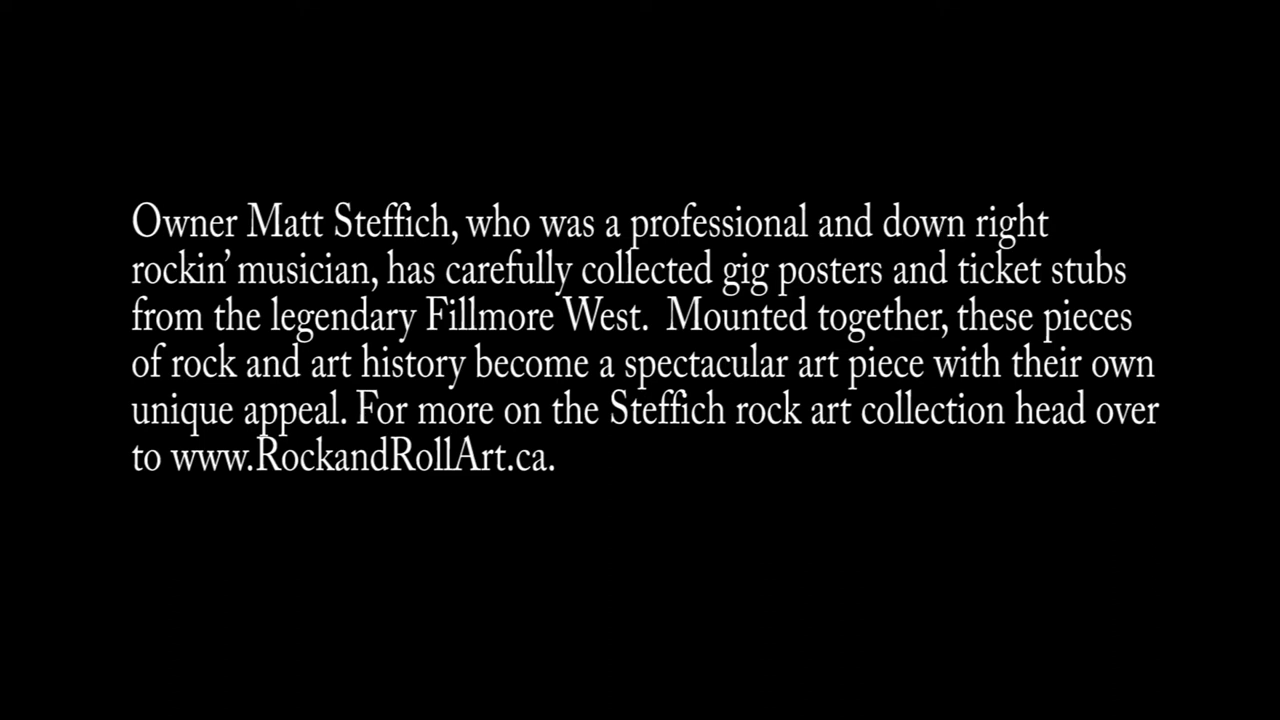 Owner Matt Steffich, who was a professional and down right
rockin’ musician, has carefully collected gig posters and ticket stubs
from the legendary Fillmore West.  Mounted together, these pieces
of rock and art history become a spectacular art piece with their own
unique appeal. For more on the Steffich rock art collection head over
to www.RockandRollArt.ca.